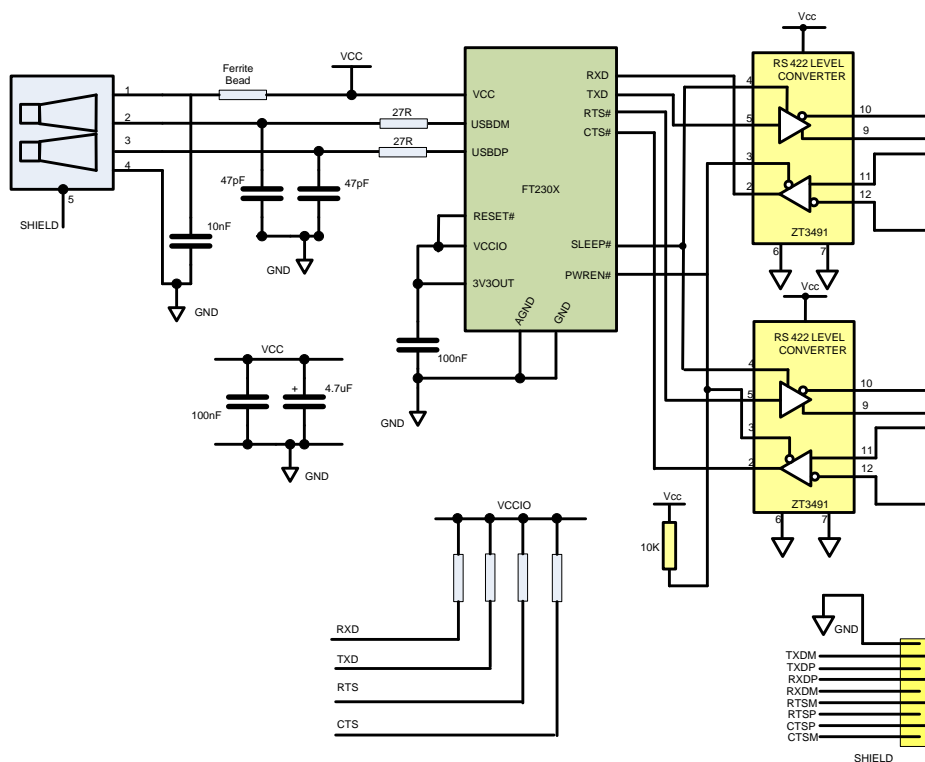 Vcc
RS 422 LEVEL
CONVERTER
Ferrite
Bead
VCC
1
2
3
4
5
SHIELD
27R
27R
47pF
47pF
10nF
GND
GND
VCC
USBDM
USBDP
FT230X
RESET#
VCCIO
3V3OUT
AGND
GND
RXD
TXD
RTS#
CTS#
SLEEP#
PWREN#
4
5
3
2
10
9
11
12
ZT3491
6
7
Vcc
RS 422 LEVEL
CONVERTER
4
5
3
2
10
9
11
12
ZT3491
6
7
100nF
GND
VCC
100nF
+
4.7uF
GND
Vcc
10K
VCCIO
RXD
TXD
RTS
CTS
GND
TXDM
TXDP
RXDP
RXDM
RTSM
RTSP
CTSP
CTSM
SHIELD